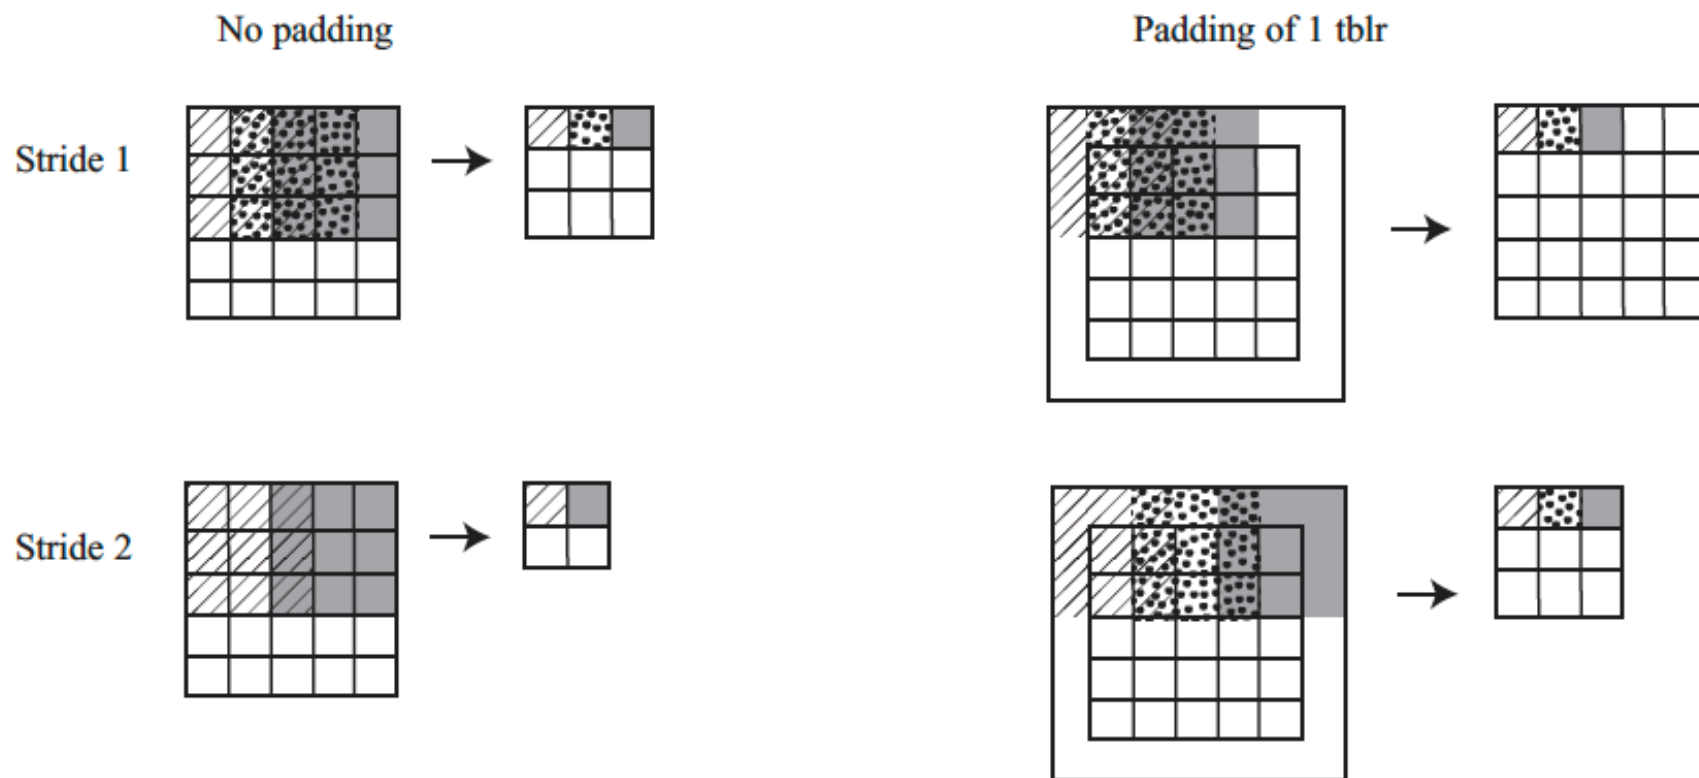 No padding
Padding of 1 tblr
Stride 1
Stride 2